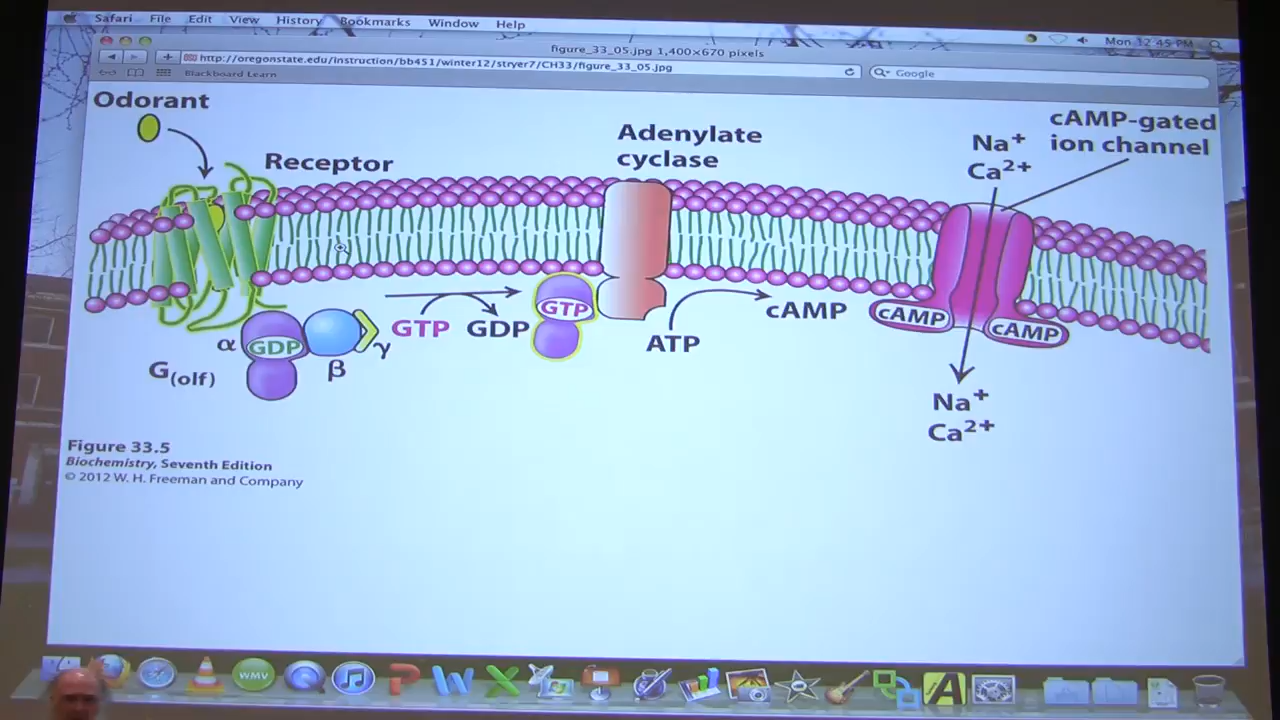 Safari File Edit View History Bookmarks Window Help
Mon 12:45 PM
figure_33_05.jpg 1,400×670 pixels
http://oregonstate.edu/instruction/bb451/winter12/stryer7/CH33/figure_33_05.jpg
Google
Blackboard Learn
Odorant
Receptor
Adenylate
cyclase
Na+
Ca2+
cAMP-gated
ion channel
α
GDP
β
γ
G(olf)
GTP
GDP
GTP
ATP
cAMP
cAMP
cAMP
Na+
Ca2+
Figure 33.5
Biochemistry, Seventh Edition
© 2012 W. H. Freeman and Company
WMV